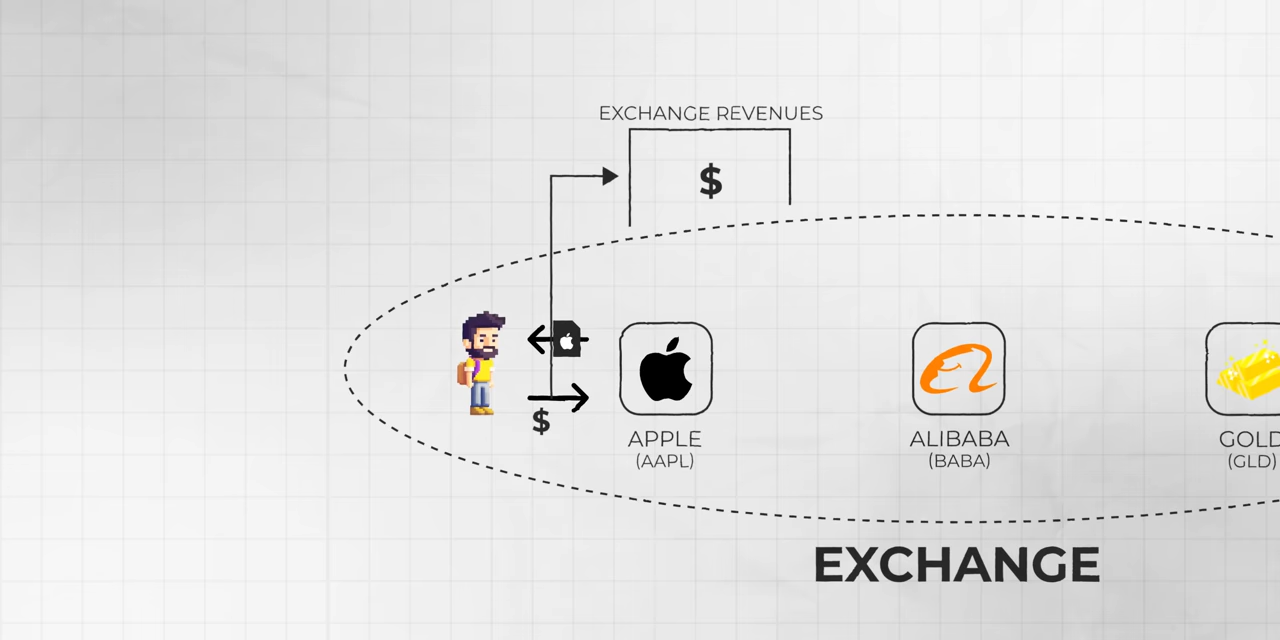 EXCHANGE REVENUES
$
$
APPLE
(AAPL)
ALIBABA
(BABA)
GOLD
(GLD)
EXCHANGE